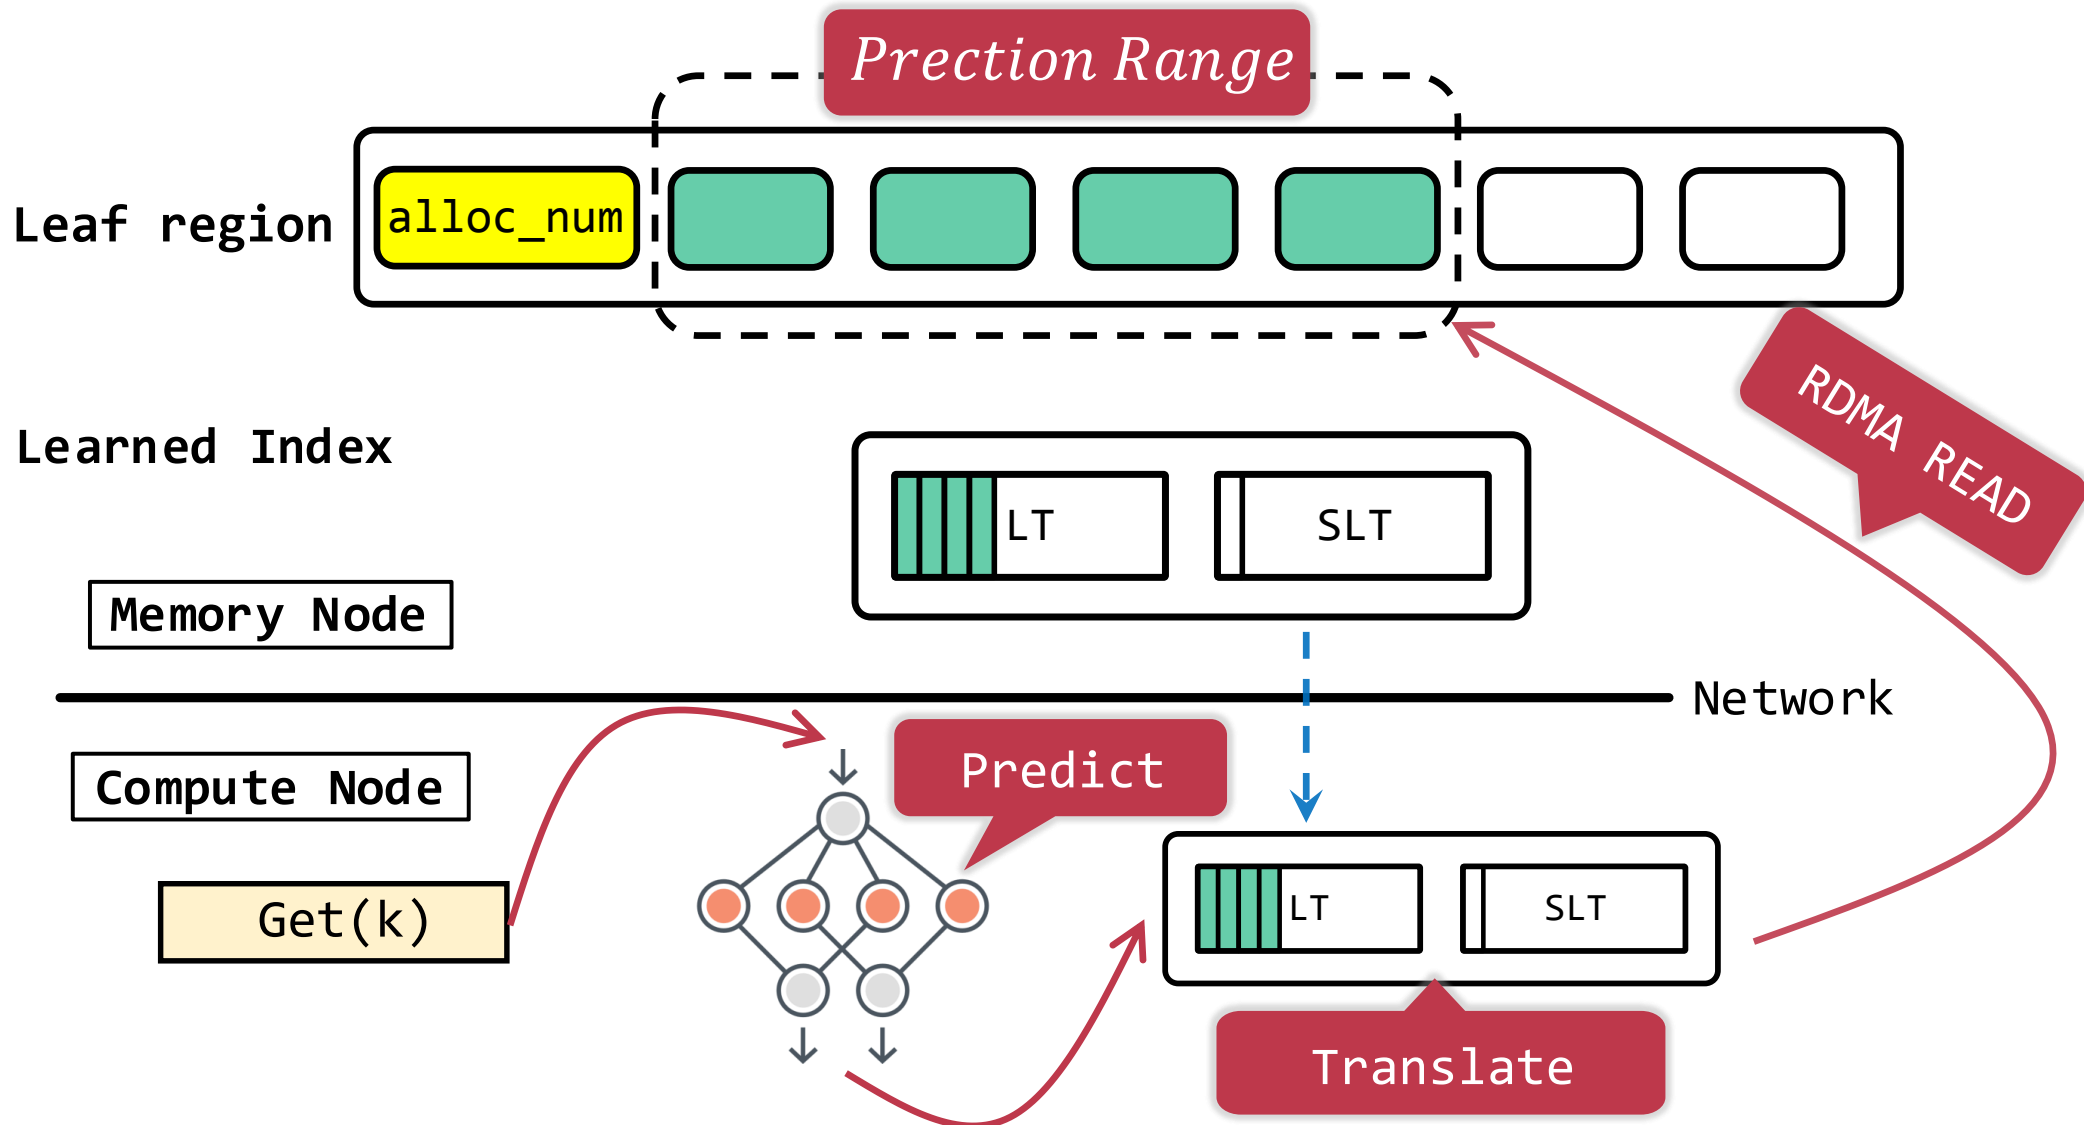 Prection Range
Leaf region
alloc_num
RDMA READ
Learned Index
LT
SLT
Memory Node
Network
Compute Node
Predict
Get(k)
LT
SLT
Translate